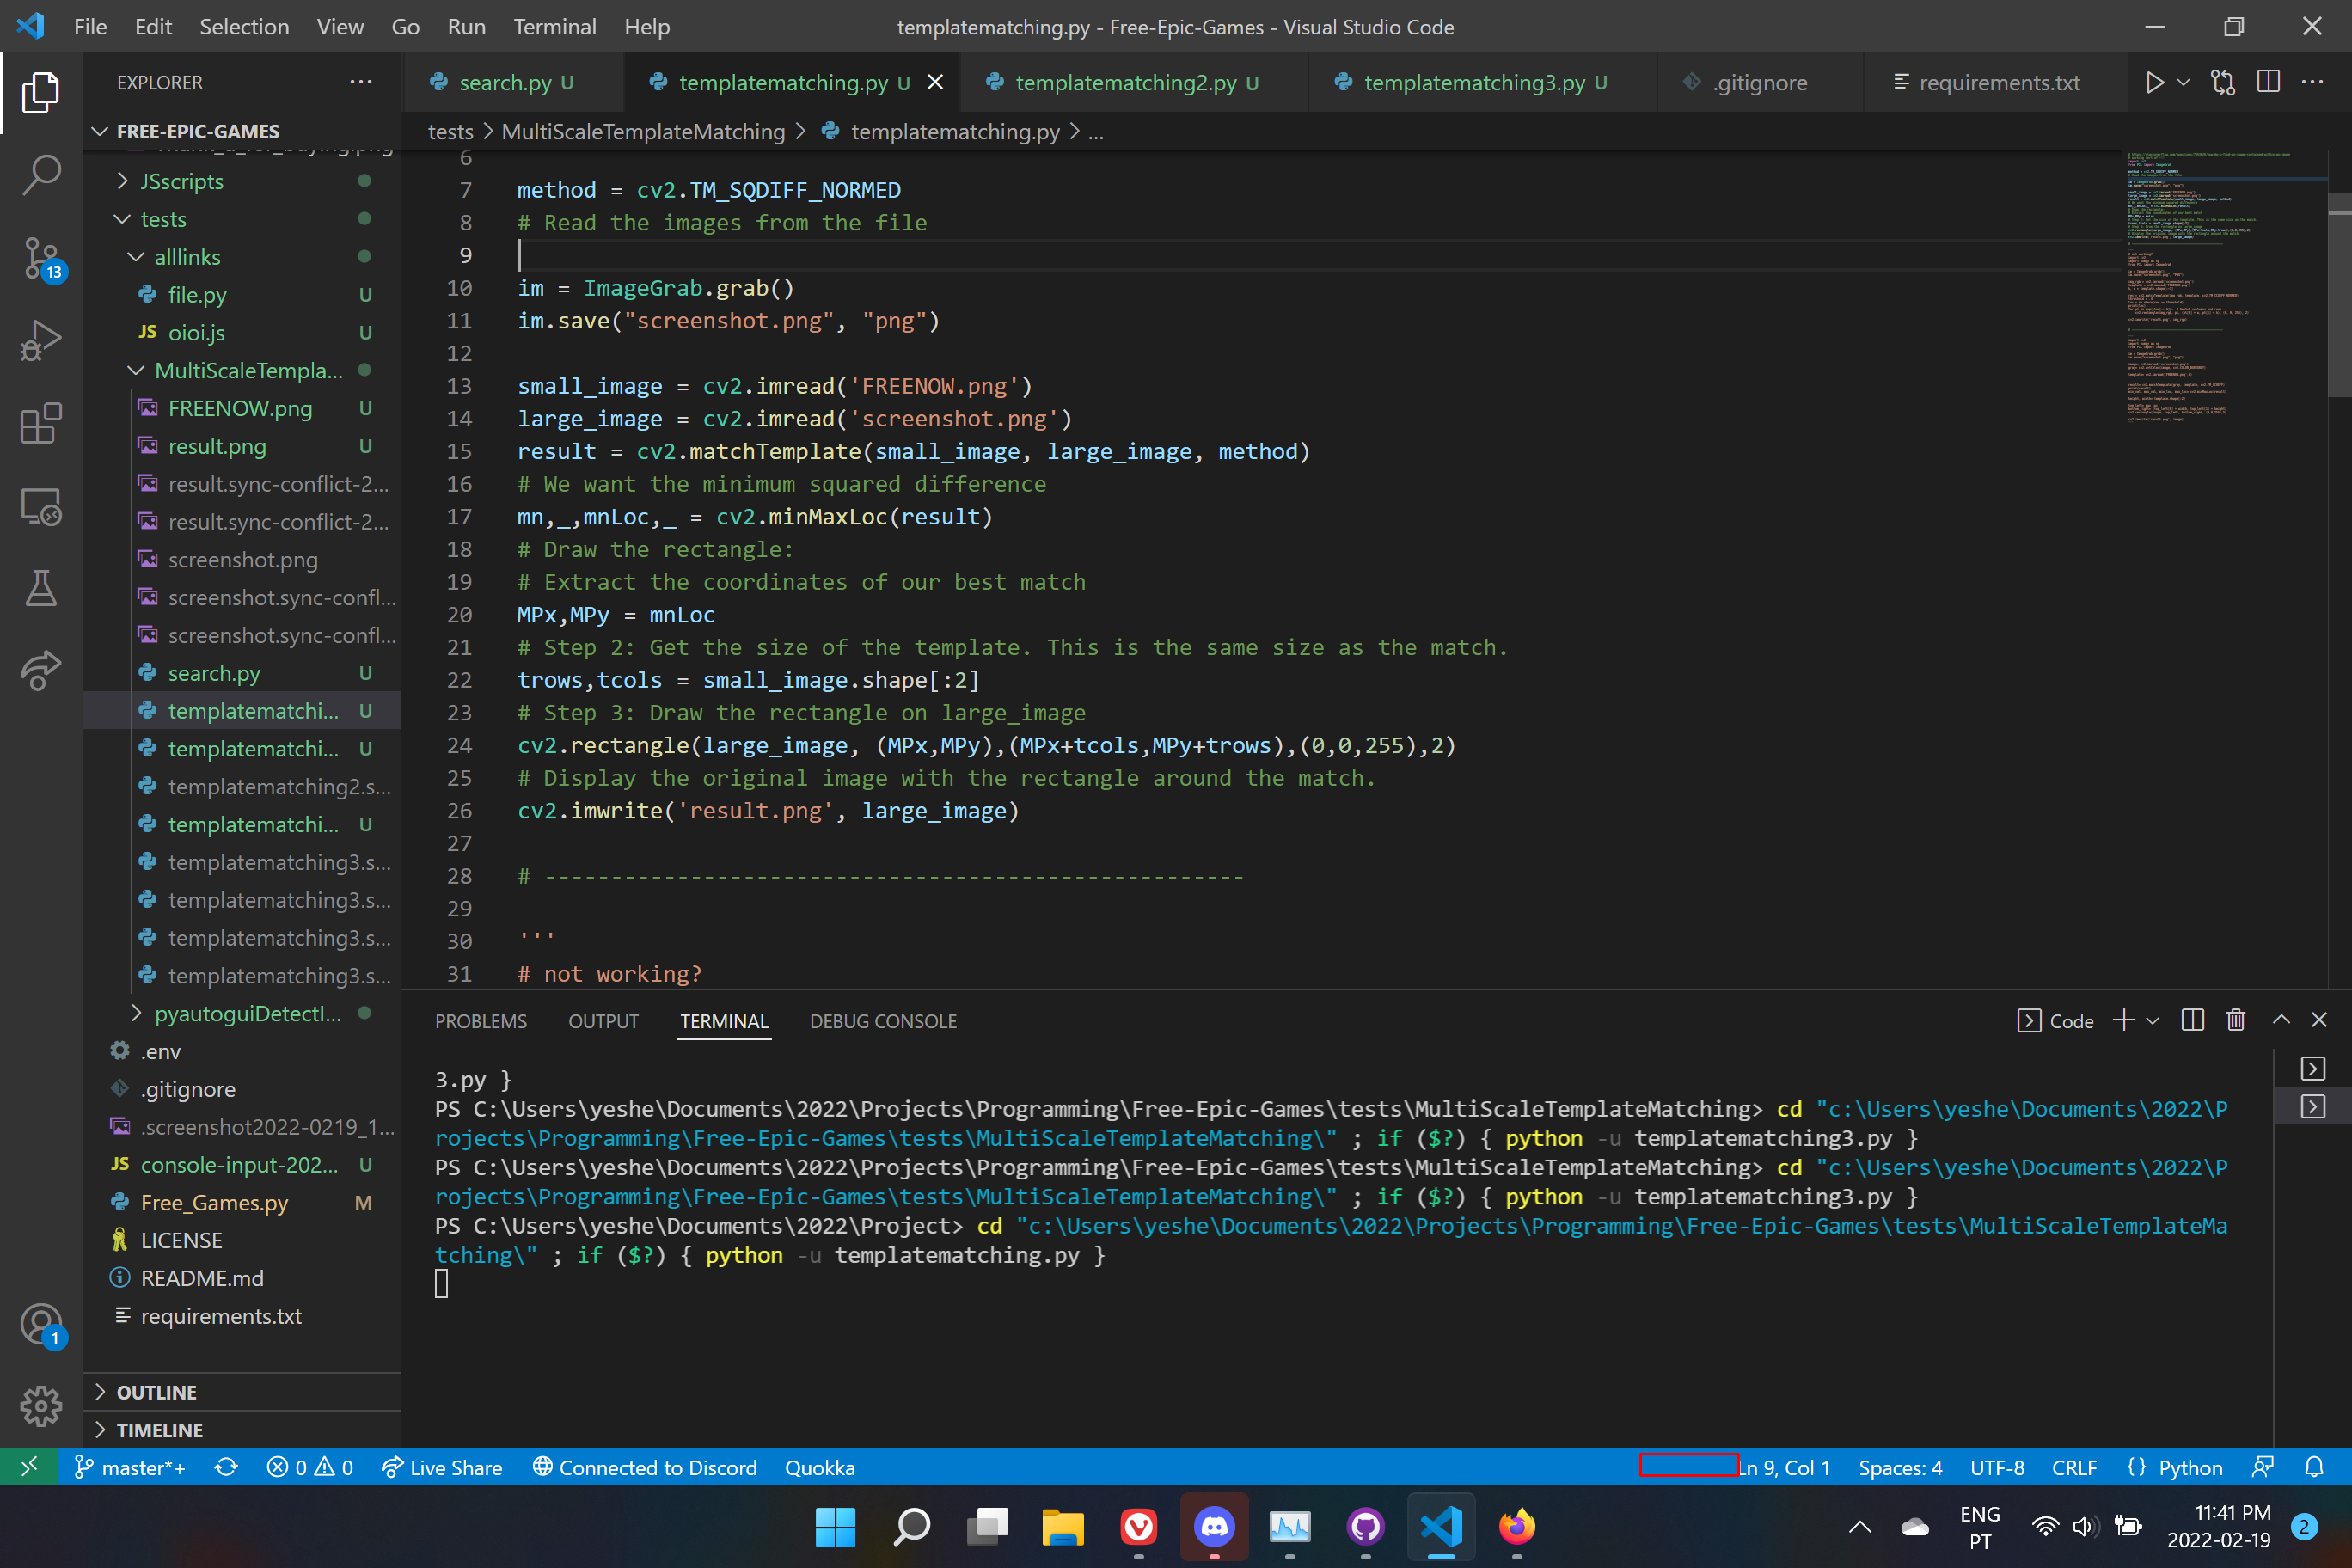 File Edit Selection View Go Run Terminal Help
templatematching.py - Free-Epic-Games - Visual Studio Code
EXPLORER
search.py U
templatematching.py U
templatematching2.py U
templatematching3.py U
.gitignore
requirements.txt
FREE-EPIC-GAMES
tests > MultiScaleTemplateMatching > templatematching.py > ...
JSscripts
tests
alllinks
file.py U
JS oioi.js U
MultiScaleTempla...
FREENOW.png U
result.png U
result.sync-conflict-2...
result.sync-conflict-2...
screenshot.png
screenshot.sync-confl...
screenshot.sync-confl...
search.py U
templatematchi... U
templatematchi... U
templatematching2.s...
templatematchi... U
templatematching3.s...
templatematching3.s...
templatematching3.s...
templatematching3.s...
pyautoguiDetectI...
.env
.gitignore
.screenshot2022-0219_1...
JS console-input-202... U
Free_Games.py M
LICENSE
README.md
requirements.txt
OUTLINE
TIMELINE
13
1
6
7 method = cv2.TM_SQDIFF_NORMED
8 # Read the images from the file
9
10 im = ImageGrab.grab()
11 im.save("screenshot.png", "png")
12
13 small_image = cv2.imread('FREENOW.png')
14 large_image = cv2.imread('screenshot.png')
15 result = cv2.matchTemplate(small_image, large_image, method)
16 # We want the minimum squared difference
17 mn,_,mnLoc,_ = cv2.minMaxLoc(result)
18 # Draw the rectangle:
19 # Extract the coordinates of our best match
20 MPx,MPy = mnLoc
21 # Step 2: Get the size of the template. This is the same size as the match.
22 trows,tcols = small_image.shape[:2]
23 # Step 3: Draw the rectangle on large_image
24 cv2.rectangle(large_image, (MPx,MPy),(MPx+tcols,MPy+trows),(0,0,255),2)
25 # Display the original image with the rectangle around the match.
26 cv2.imwrite('result.png', large_image)
27
28 # -----------------------------------------------------
29
30 '''
31 # not working?
PROBLEMS OUTPUT TERMINAL DEBUG CONSOLE
Code
3.py }
PS C:\Users\yeshe\Documents\2022\Projects\Programming\Free-Epic-Games\tests\MultiScaleTemplateMatching> cd "c:\Users\yeshe\Documents\2022\P
rojects\Programming\Free-Epic-Games\tests\MultiScaleTemplateMatching\" ; if ($?) { python -u templatematching3.py }
PS C:\Users\yeshe\Documents\2022\Projects\Programming\Free-Epic-Games\tests\MultiScaleTemplateMatching> cd "c:\Users\yeshe\Documents\2022\P
rojects\Programming\Free-Epic-Games\tests\MultiScaleTemplateMatching\" ; if ($?) { python -u templatematching3.py }
PS C:\Users\yeshe\Documents\2022\Project> cd "c:\Users\yeshe\Documents\2022\Projects\Programming\Free-Epic-Games\tests\MultiScaleTemplateMa
tching\" ; if ($?) { python -u templatematching.py }
master*+ 0 0 Live Share Connected to Discord Quokka
Ln 9, Col 1 Spaces: 4 UTF-8 CRLF {} Python
ENG
PT
11:41 PM
2022-02-19
2